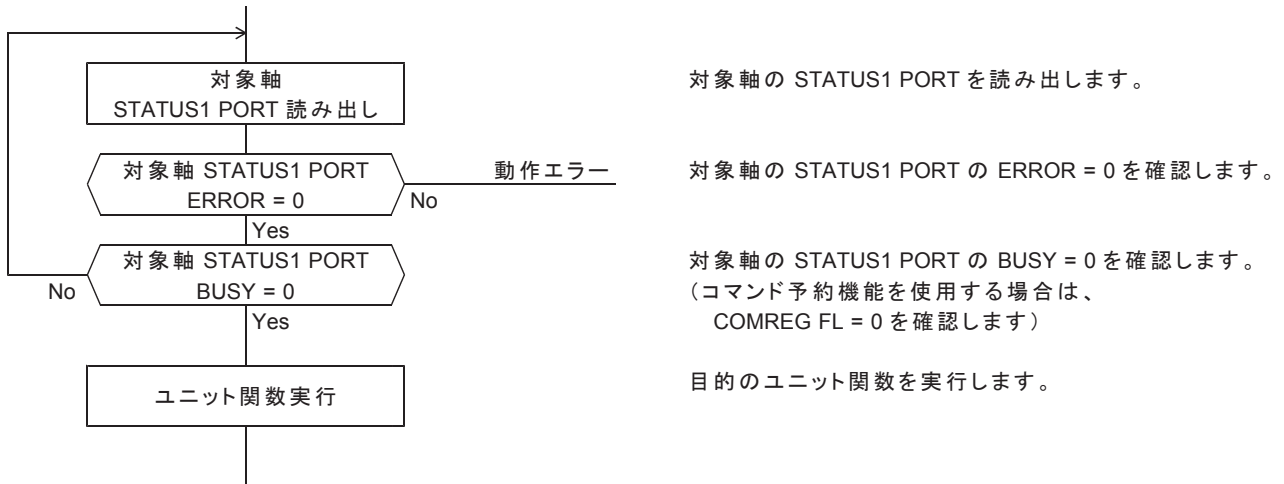 対象軸
STATUS1 PORT 読み出し
対象軸の STATUS1 PORT を読み出します。
対象軸 STATUS1 PORT
ERROR = 0
動作エラー
No
対象軸の STATUS1 PORT の ERROR = 0 を確認します。
Yes
対象軸 STATUS1 PORT
BUSY = 0
No
対象軸の STATUS1 PORT の BUSY = 0 を確認します。
(コマンド予約機能を使用する場合は、
COMREG FL = 0 を確認します)
Yes
ユニット関数実行
目的のユニット関数を実行します。